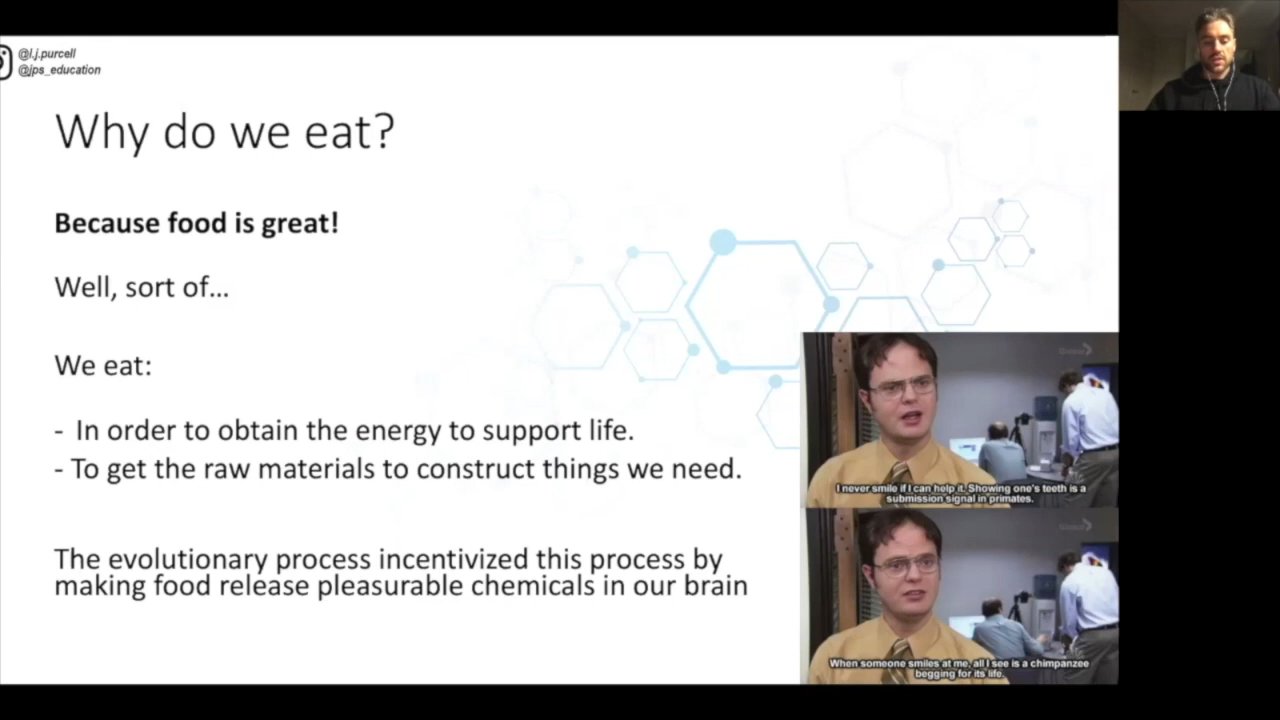 @l.j.purcell
@jps_education
Why do we eat?
Because food is great!
Well, sort of...
We eat:
- In order to obtain the energy to support life.
- To get the raw materials to construct things we need.
The evolutionary process incentivized this process by
making food release pleasurable chemicals in our brain
Global
I never smile if I can help it. Showing one's teeth is a
submission signal in primates.
Global
When someone smiles at me, all I see is a chimpanzee
begging for its life.